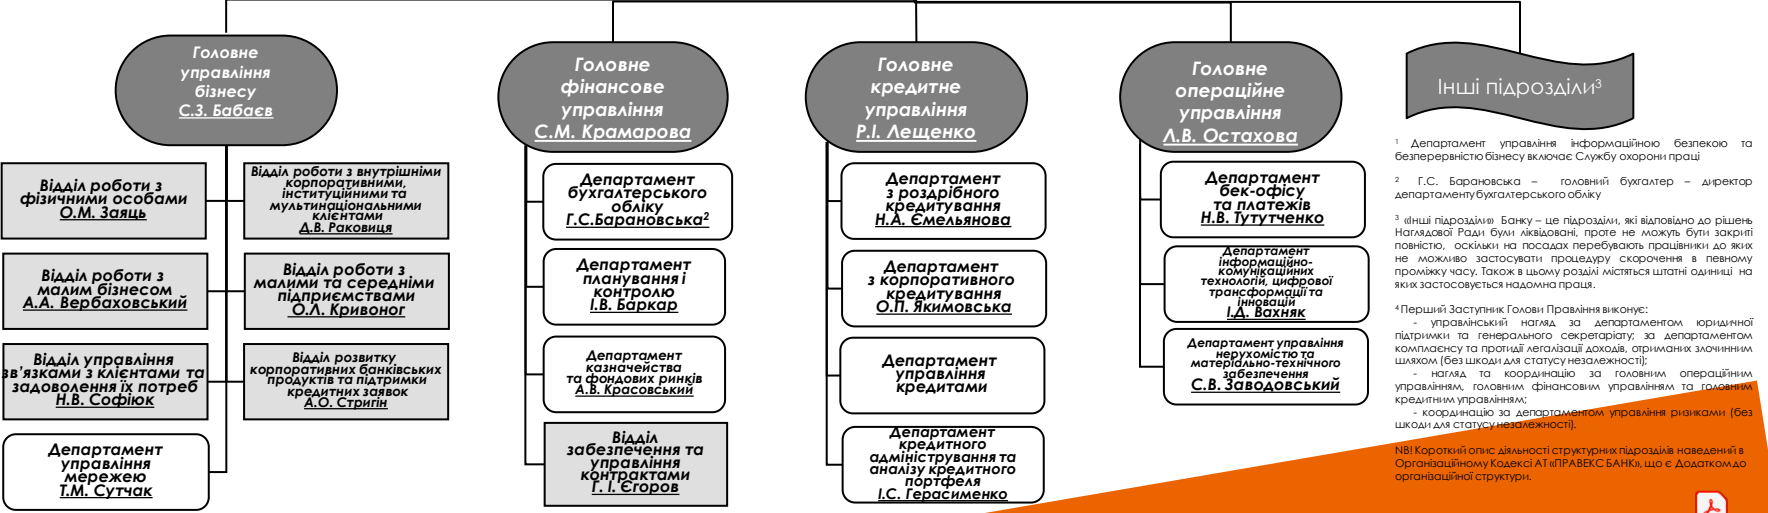 Головне
управління
бізнесу
С.З. Бабаєв
Відділ роботи з
фізичними особами
О.М. Заяць
Відділ роботи з внутрішніми
корпоративними,
інституційними та
мультинаціональними
клієнтами
Д.В. Раковиця
Відділ роботи з
малим бізнесом
А.А. Вербаховський
Відділ роботи з
малими та середніми
підприємствами
О.Л. Кривоног
Відділ управління
зв'язками з клієнтами та
задоволення їх потреб
Н.В. Софіюк
Відділ розвитку
корпоративних банківських
продуктів та підтримки
кредитних заявок
А.О. Стригін
Департамент
управління
мережею
Т.М. Сутчак
Головне
фінансове
управління
С.М. Крамарова
Департамент
бухгалтерського
обліку
Г.С.Барановська²
Департамент
планування і
контролю
І.В. Баркар
Департамент
казначейства
та фондових ринків
А.В. Красовський
Відділ
забезпечення та
управління
контрактами
Г. І. Єгоров
Головне
кредитне
управління
Р.І. Лещенко
Департамент
з роздрібного
кредитування
Н.А. Ємельянова
Департамент
з корпоративного
кредитування
О.П. Якимовська
Департамент
управління
кредитами
Департамент
кредитного
адміністрування та
аналізу кредитного
портфеля
І.С. Герасименко
Головне
операційне
управління
Л.В. Остахова
Департамент
бек-офісу
та платежів
Н.В. Тутутченко
Департамент
інформаційно-
комунікаційних
технологій, цифрової
трансформації та
інновацій
І.Д. Вахняк
Департамент управління
нерухомістю та
матеріально-технічного
забезпечення
С.В. Заводовський
Інші підрозділи³
¹ Департамент управління інформаційною безпекою та
безперервністю бізнесу включає Службу охорони праці
² Г.С. Барановська – головний бухгалтер – директор
департаменту бухгалтерського обліку
³ «Інші підрозділи» Банку – це підрозділи, які відповідно до рішень
Наглядової Ради були ліквідовані, проте не можуть бути закриті
повністю, оскільки на посадах перебувають працівники до яких
не можливо застосувати процедуру скорочення в певному
проміжку часу. Також в цьому розділі містяться штатні одиниці на
яких застосовується надомна праця.
⁴ Перший Заступник Голови Правління виконує:
- управлінський нагляд за департаментом юридичної
підтримки та генерального секретаріату; за департаментом
комплаєнсу та протидії легалізації доходів, отриманих злочинним
шляхом (без шкоди для статусу незалежності);
- нагляд та координацію за головним операційним
управлінням, головним фінансовим управлінням та головним
кредитним управлінням;
- координацію за департаментом управління ризиками (без
шкоди для статусу незалежності).
NB! Короткий опис діяльності структурних підрозділів наведений в
Організаційному Кодексі АТ «ПРАВЕКС БАНК», що є Додатком до
організаційної структури.